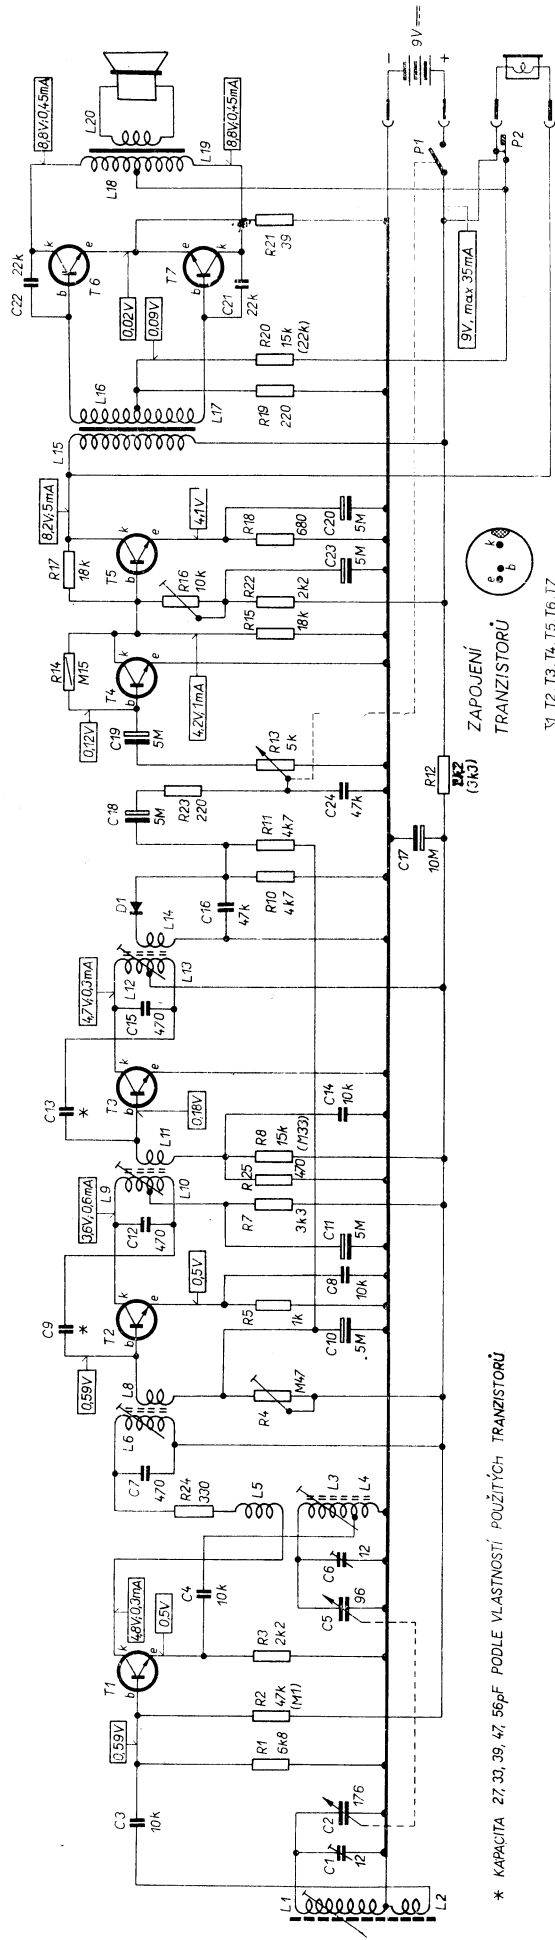 L1
L2
C1
12
C2
176
C3
10k
0,59V
R1
6k8
R2
47k
(M1)
T1
b
k
e
4,8V;0,3mA
0,5V
R3
2k2
C4
10k
C5
96
C6
12
L3
L4
L5
R24
330
C7
470
L6
L8
R4
M47
0,59V
C9
*
T2
b
k
e
3,6V;0,6mA
0,5V
R5
1k
C10
5M
C8
10k
C11
5M
R7
3k3
L9
C12
470
L10
L11
R25
470
R8
15k
(M33)
C14
10k
C13
*
T3
b
k
e
0,18V
4,7V;0,3mA
C15
470
L12
L13
L14
D1
C16
47k
R10
4k7
R11
4k7
C18
5M
R23
220
C24
47k
R13
5k
C17
10M
R12
(3k3)
C19
5M
0,12V
R14
M15
T4
b
k
e
4,2V;1mA
R15
18k
R16
10k
R22
2k2
C23
5M
R17
18k
T5
b
k
e
8,2V;5mA
4,1V
R18
680
C20
5M
L15
L16
L17
R19
220
R20
15k
(22k)
0,02V
0,09V
C22
22k
T6
b
k
e
T7
b
e
k
C21
22k
R21
39
8,8V;0,45mA
8,8V;0,45mA
L18
L19
L20
P1
9V
-
+
P2
9V, max 35mA
ZAPOJENÍ
TRANZISTORŮ
e
b
k
T2, T3, T4, T5, T6, T7
* KAPACITA 27, 33, 39, 47, 56pF PODLE VLASTNOSTÍ POUŽITÝCH TRANZISTORŮ